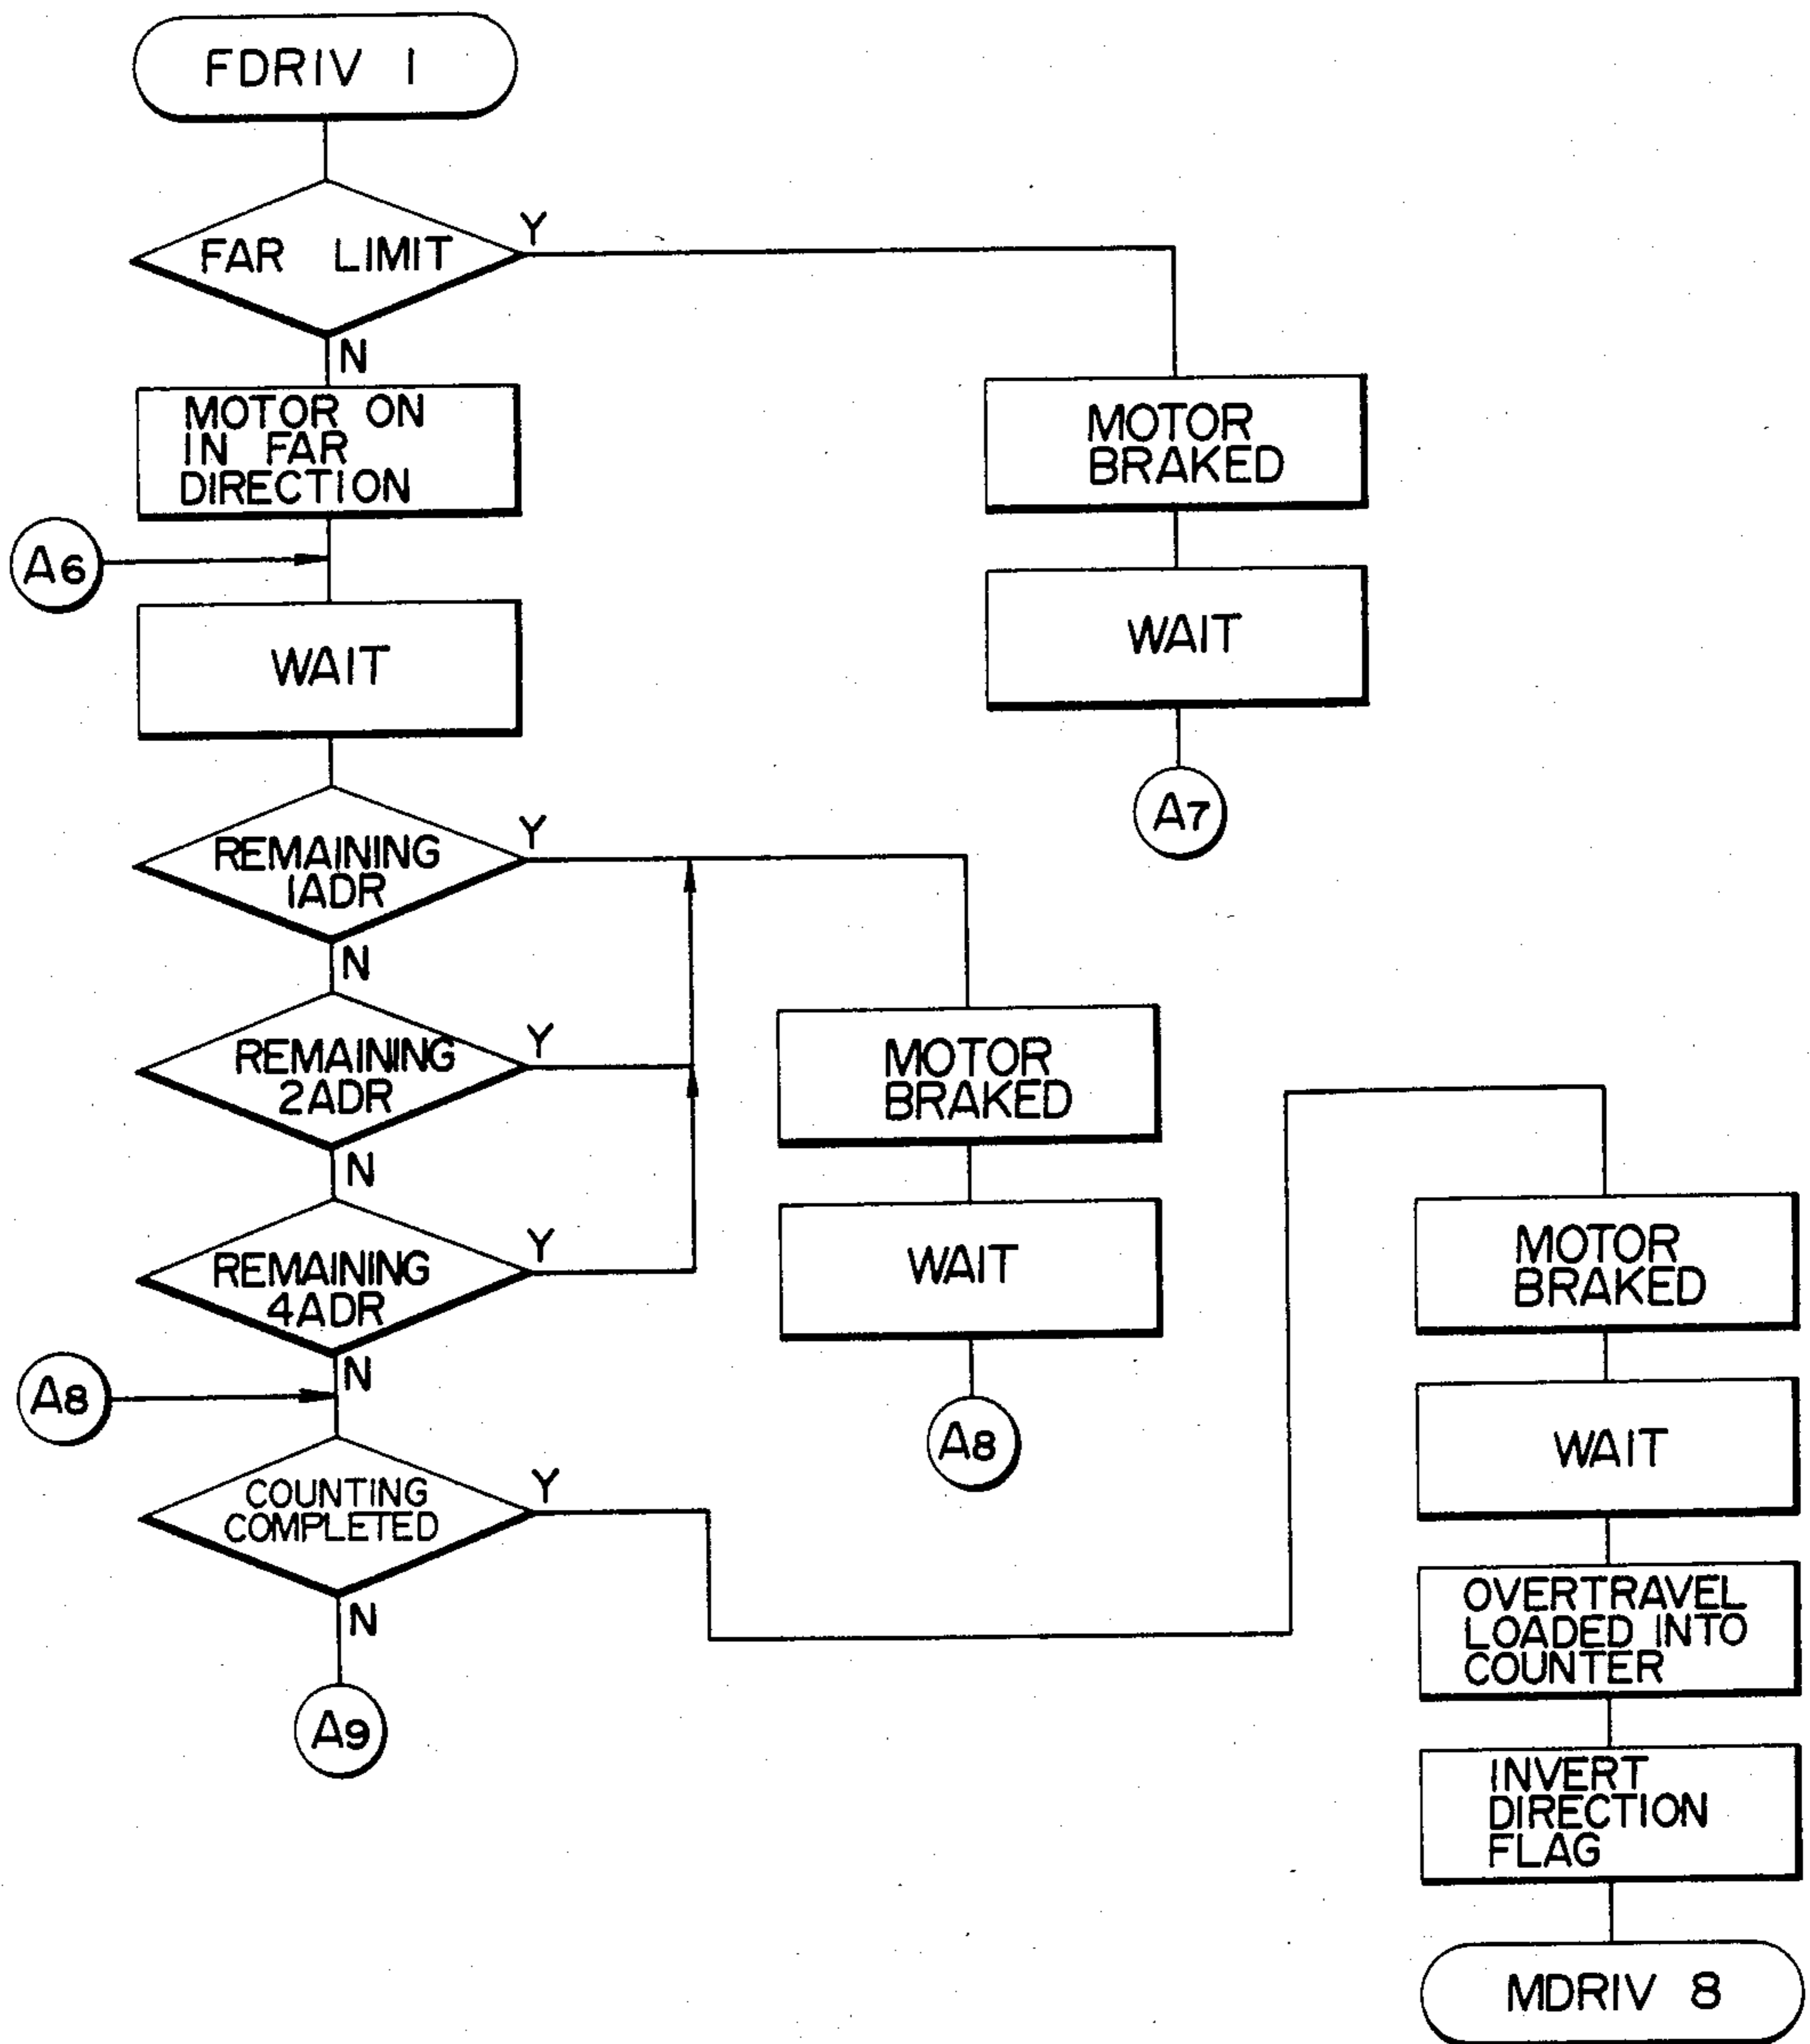 FDRIV 1
FAR LIMIT
Y
N
MOTOR ON
IN FAR
DIRECTION
A6
WAIT
MOTOR
BRAKED
WAIT
A7
REMAINING
1ADR
Y
N
REMAINING
2ADR
Y
N
REMAINING
4ADR
Y
N
MOTOR
BRAKED
WAIT
A8
A8
COUNTING
COMPLETED
Y
N
A9
MOTOR
BRAKED
WAIT
OVERTRAVEL
LOADED INTO
COUNTER
INVERT
DIRECTION
FLAG
MDRIV 8